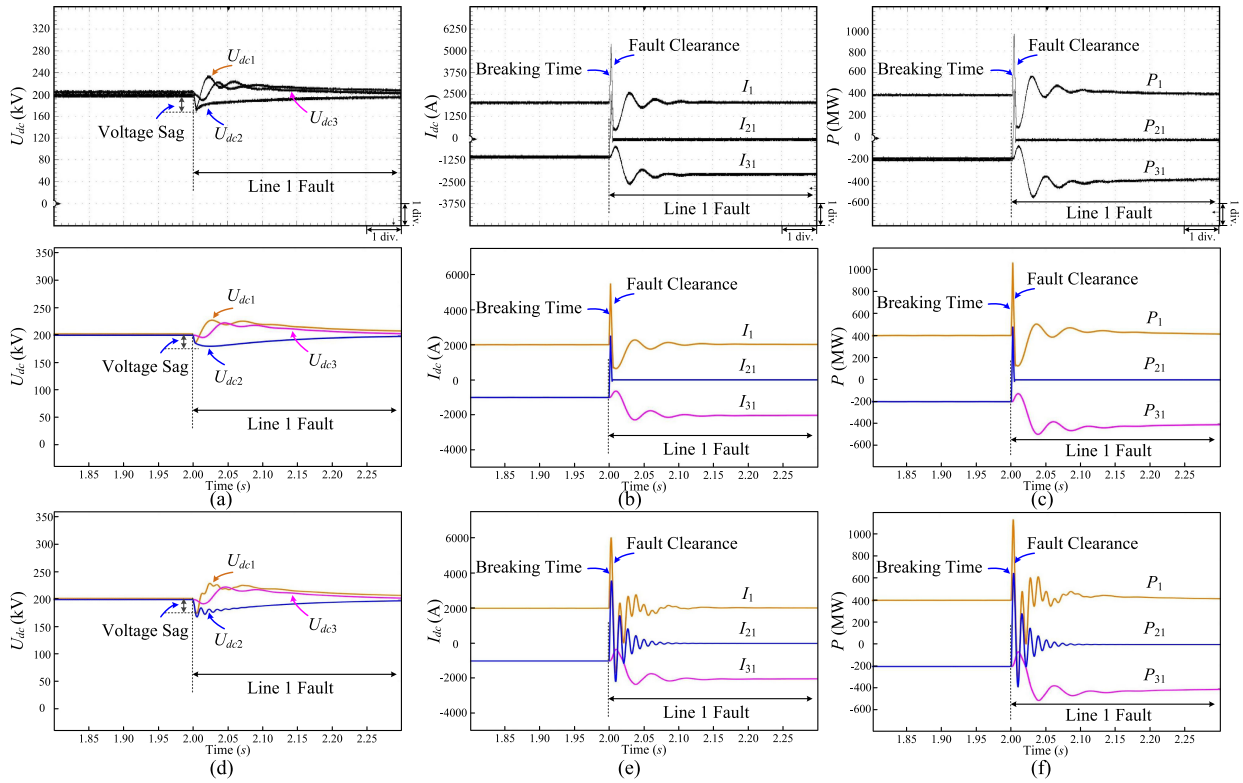 360
320
280
240
200
160
120
80
40
0
U_dc (kV)
U_dc1
U_dc2
U_dc3
Voltage Sag
Line 1 Fault
1 div.
1 div.
6250
5000
3750
2500
1250
0
-1250
-2500
-3750
I_dc (A)
Fault Clearance
Breaking Time
I_1
I_21
I_31
Line 1 Fault
1 div.
1 div.
1000
800
600
400
200
0
-200
-400
-600
P (MW)
Fault Clearance
Breaking Time
P_1
P_21
P_31
Line 1 Fault
1 div.
1 div.
350
300
250
200
150
100
50
0
U_dc (kV)
U_dc1
U_dc2
U_dc3
Voltage Sag
Line 1 Fault
1.85 1.90 1.95 2.00 2.05 2.10 2.15 2.20 2.25
Time (s)
(a)
6000
4000
2000
0
-2000
-4000
I_dc (A)
Fault Clearance
Breaking Time
I_1
I_21
I_31
Line 1 Fault
1.85 1.90 1.95 2.00 2.05 2.10 2.15 2.20 2.25
Time (s)
(b)
1000
800
600
400
200
0
-200
-400
-600
P (MW)
Fault Clearance
Breaking Time
P_1
P_21
P_31
Line 1 Fault
1.85 1.90 1.95 2.00 2.05 2.10 2.15 2.20 2.25
Time (s)
(c)
350
300
250
200
150
100
50
0
U_dc (kV)
U_dc1
U_dc2
U_dc3
Voltage Sag
Line 1 Fault
1.85 1.90 1.95 2.00 2.05 2.10 2.15 2.20 2.25
Time (s)
(d)
6000
4000
2000
0
-2000
-4000
I_dc (A)
Fault Clearance
Breaking Time
I_1
I_21
I_31
Line 1 Fault
1.85 1.90 1.95 2.00 2.05 2.10 2.15 2.20 2.25
Time (s)
(e)
1000
800
600
400
200
0
-200
-400
-600
P (MW)
Fault Clearance
Breaking Time
P_1
P_21
P_31
Line 1 Fault
1.85 1.90 1.95 2.00 2.05 2.10 2.15 2.20 2.25
Time (s)
(f)